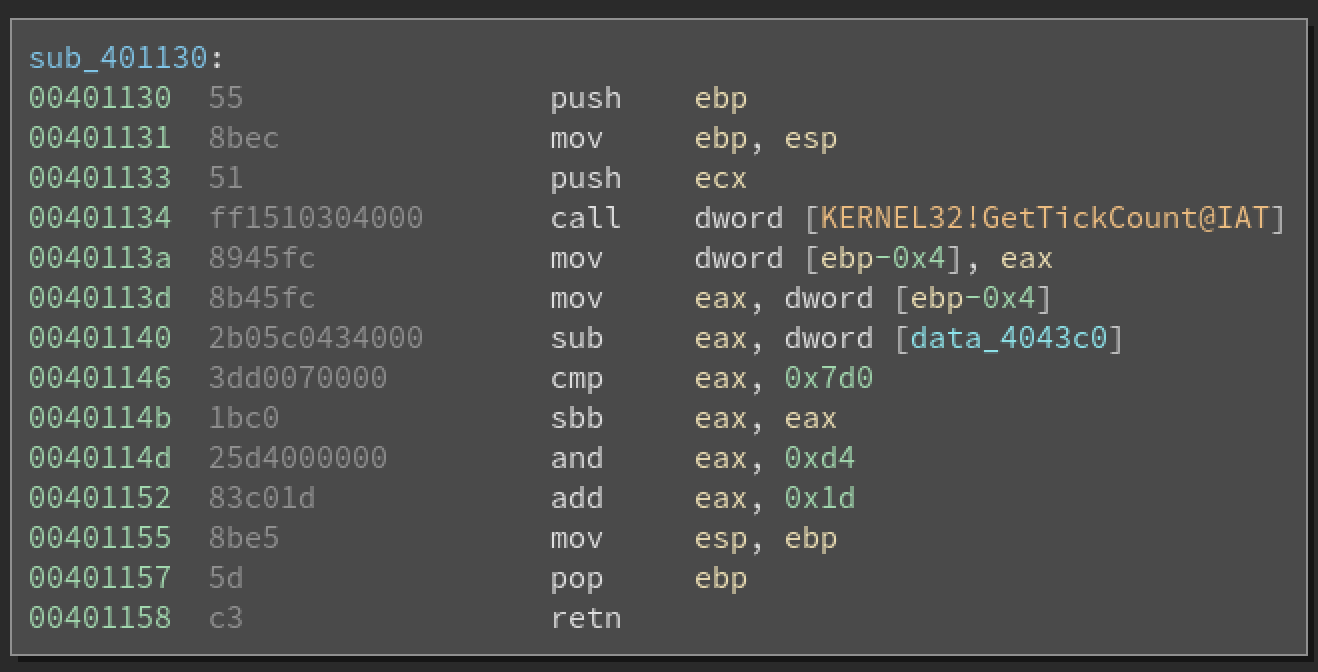 sub_401130:
00401130 55 push ebp
00401131 8bec mov ebp, esp
00401133 51 push ecx
00401134 ff1510304000 call dword [KERNEL32!GetTickCount@IAT]
0040113a 8945fc mov dword [ebp-0x4], eax
0040113d 8b45fc mov eax, dword [ebp-0x4]
00401140 2b05c0434000 sub eax, dword [data_4043c0]
00401146 3dd0070000 cmp eax, 0x7d0
0040114b 1bc0 sbb eax, eax
0040114d 25d4000000 and eax, 0xd4
00401152 83c01d add eax, 0x1d
00401155 8be5 mov esp, ebp
00401157 5d pop ebp
00401158 c3 retn